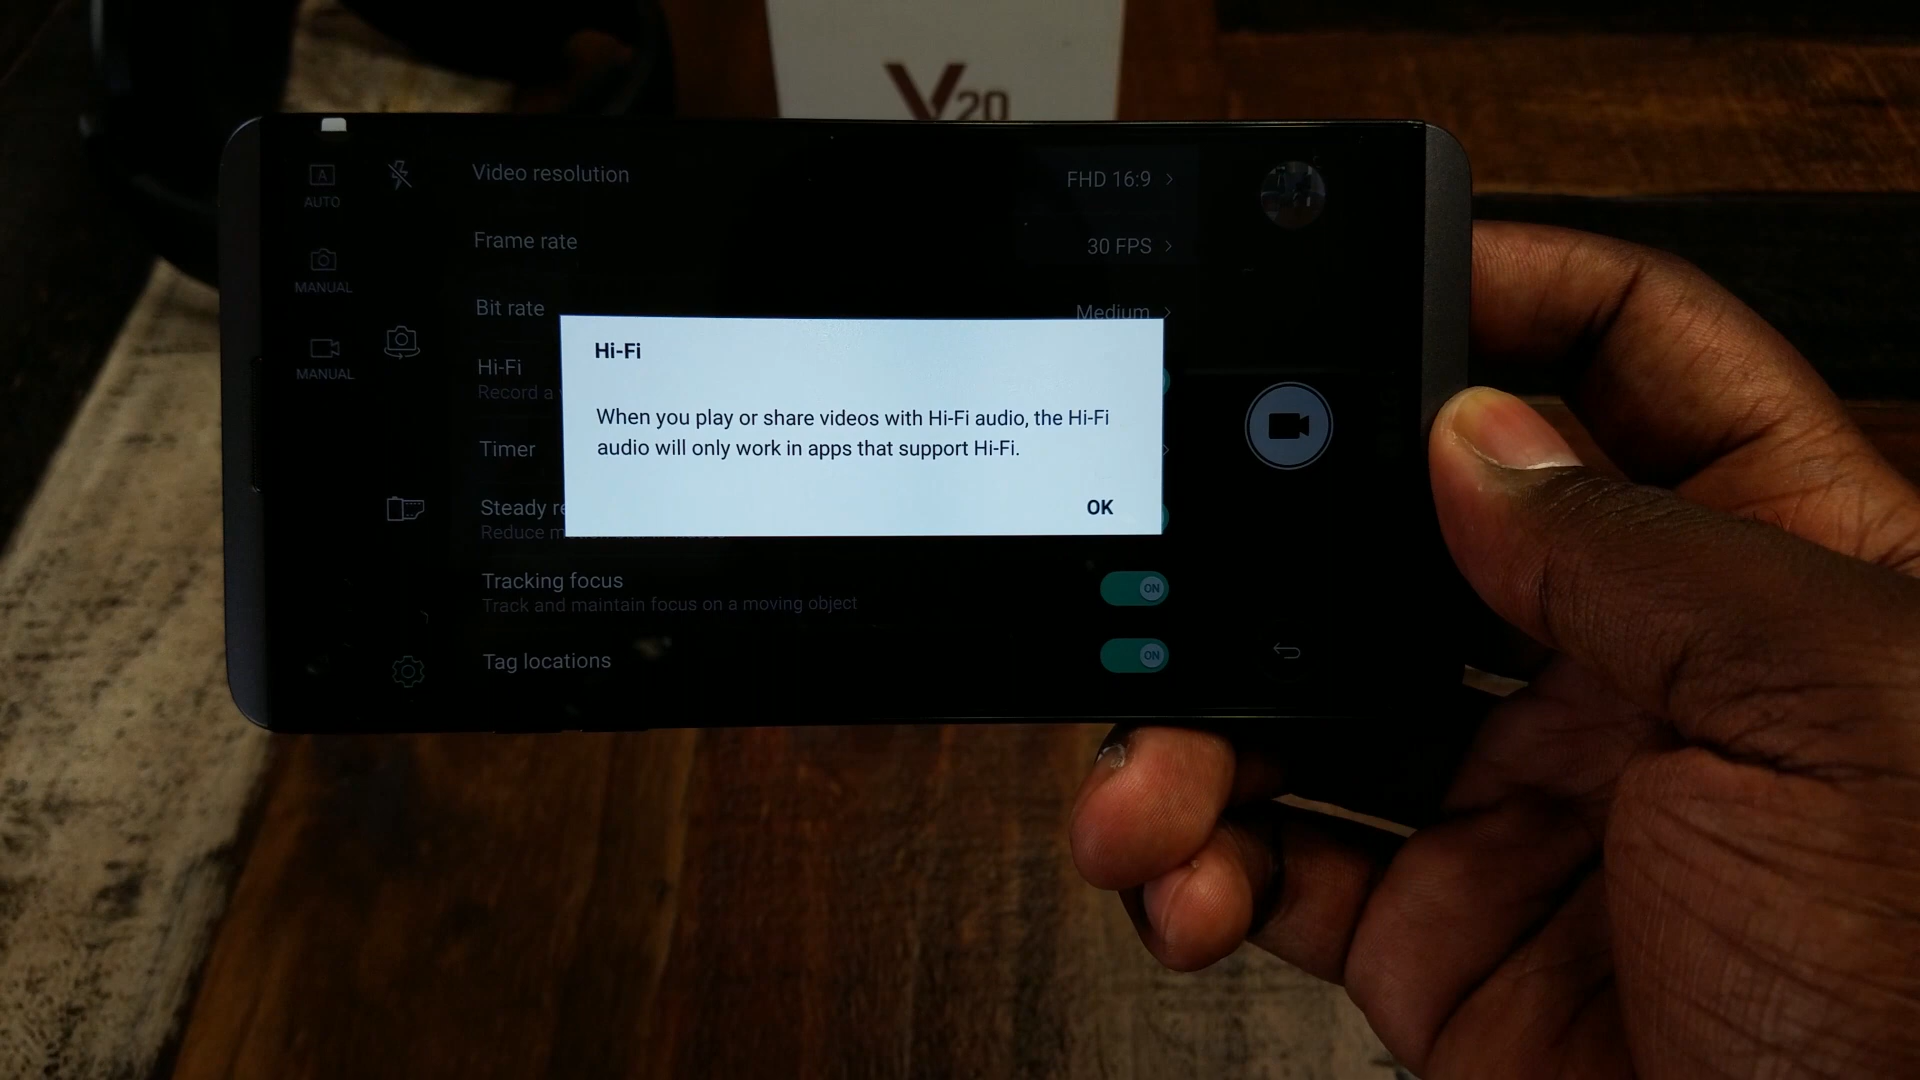 V20
A
AUTO
MANUAL
MANUAL
Video resolution
FHD 16:9
Frame rate
30 FPS
Bit rate
Medium
Hi-Fi
Record a
Timer
Steady
Reduce
Hi-Fi
When you play or share videos with Hi-Fi audio, the Hi-Fi
audio will only work in apps that support Hi-Fi.
OK
Tracking focus
Track and maintain focus on a moving object
ON
Tag locations
ON